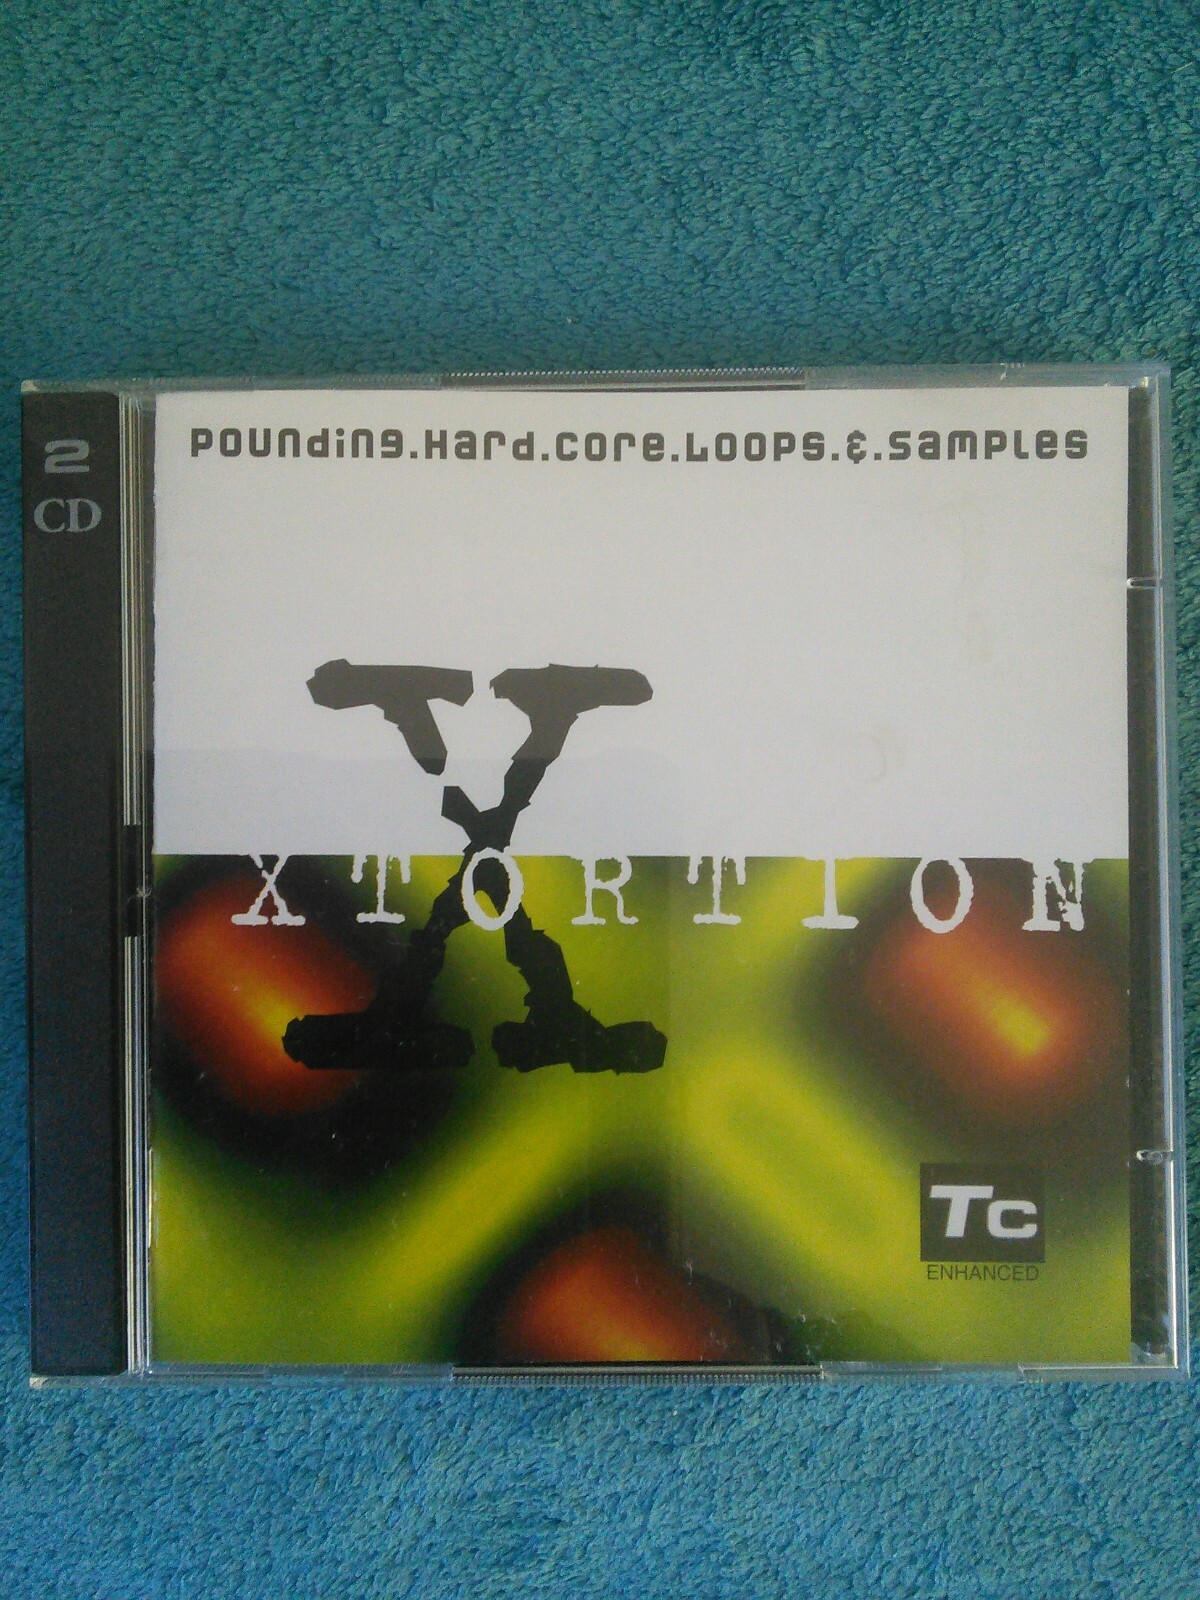 2
CD
Pounding.Hard.Core.Loops.&.Samples
X
XTORTION
Tc
ENHANCED